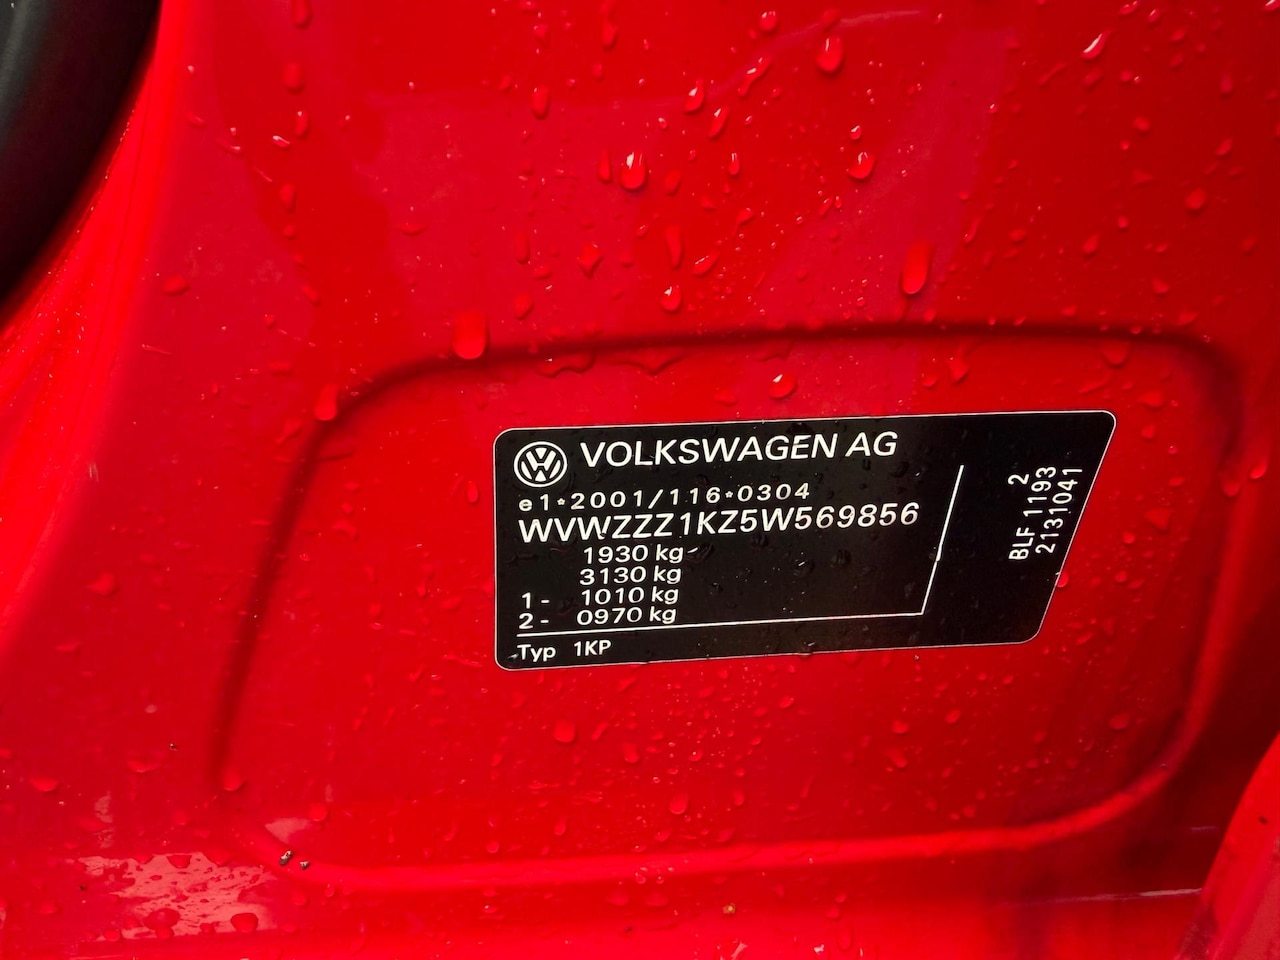 VOLKSWAGEN AG
e1*2001/116*0304
WVWZZZ1KZ5W569856
1930 kg
3130 kg
1 - 1010 kg
2 - 0970 kg
Typ 1KP
2
BLF 1193
2131041